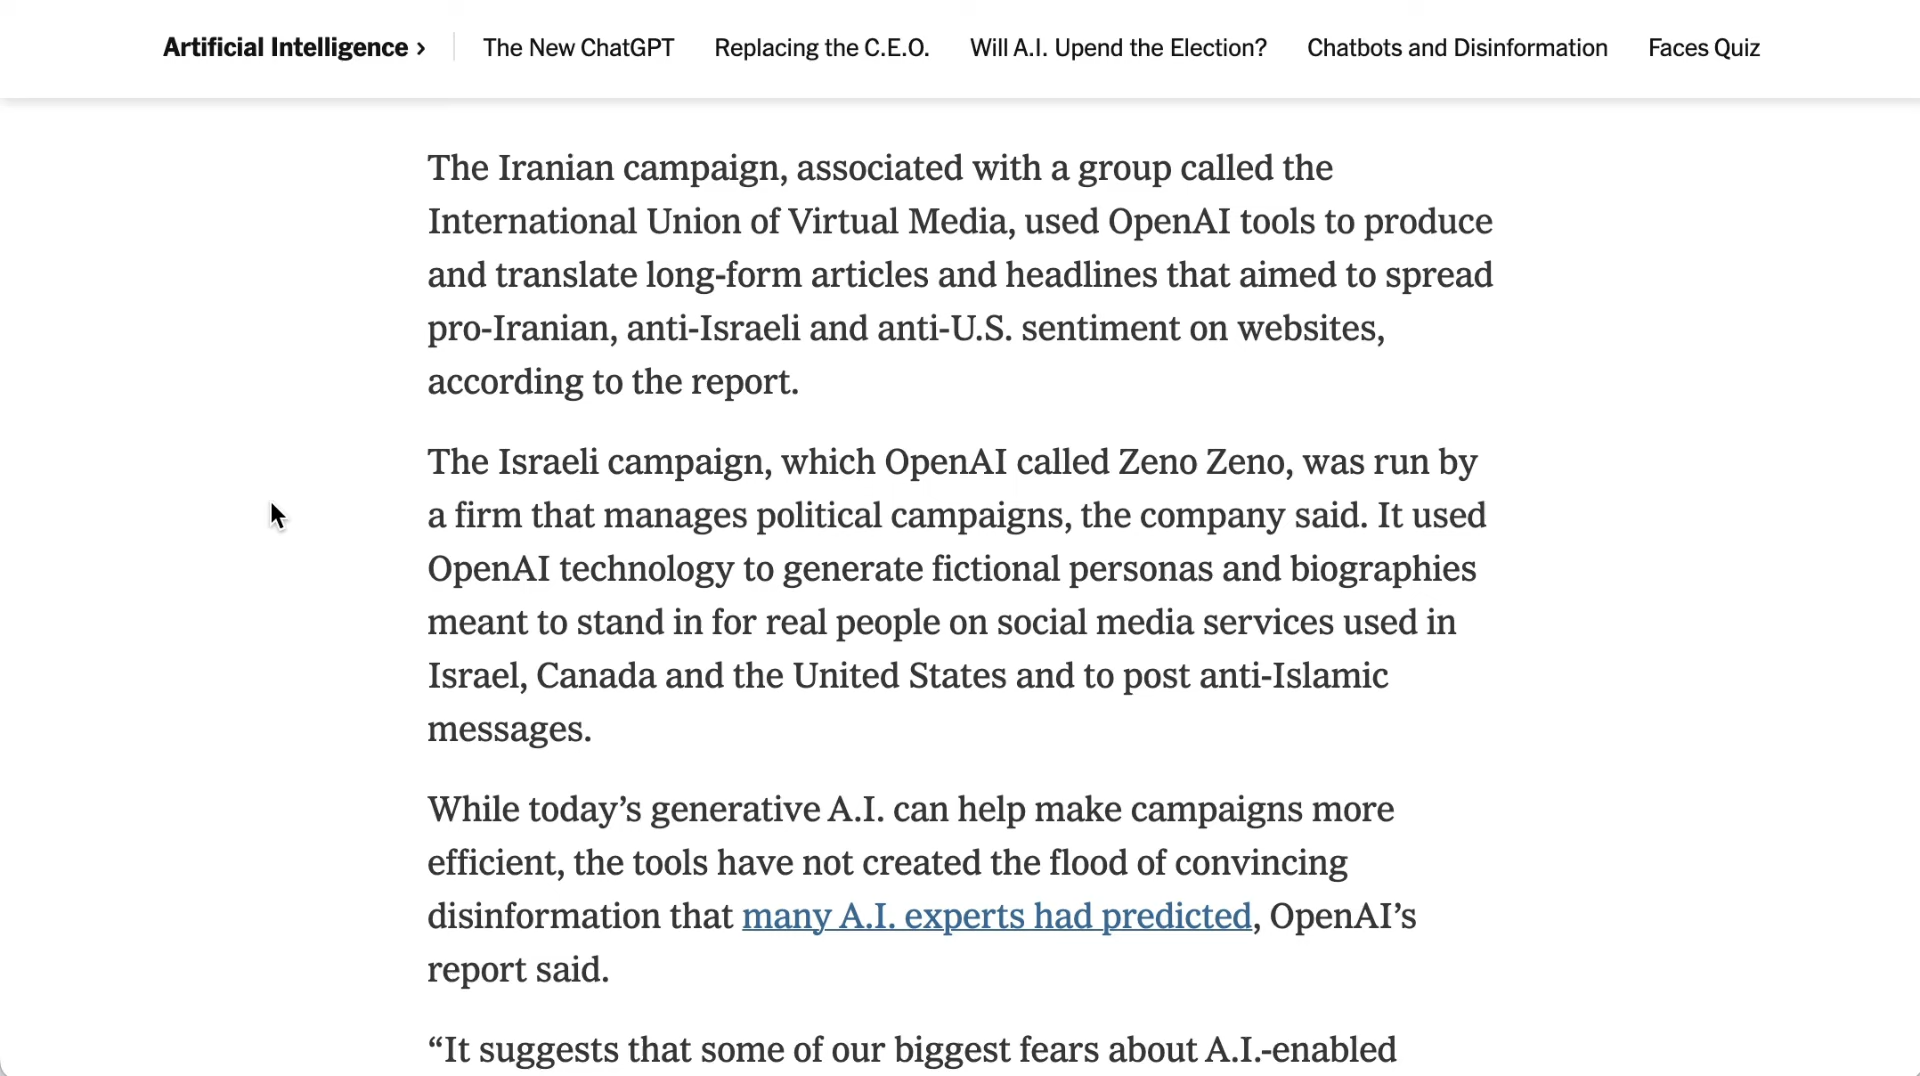 Artificial Intelligence › The New ChatGPT Replacing the C.E.O. Will A.I. Upend the Election? Chatbots and Disinformation Faces Quiz
The Iranian campaign, associated with a group called the
International Union of Virtual Media, used OpenAI tools to produce
and translate long-form articles and headlines that aimed to spread
pro-Iranian, anti-Israeli and anti-U.S. sentiment on websites,
according to the report.
The Israeli campaign, which OpenAI called Zeno Zeno, was run by
a firm that manages political campaigns, the company said. It used
OpenAI technology to generate fictional personas and biographies
meant to stand in for real people on social media services used in
Israel, Canada and the United States and to post anti-Islamic
messages.
While today’s generative A.I. can help make campaigns more
efficient, the tools have not created the flood of convincing
disinformation that many A.I. experts had predicted, OpenAI’s
report said.
“It suggests that some of our biggest fears about A.I.-enabled